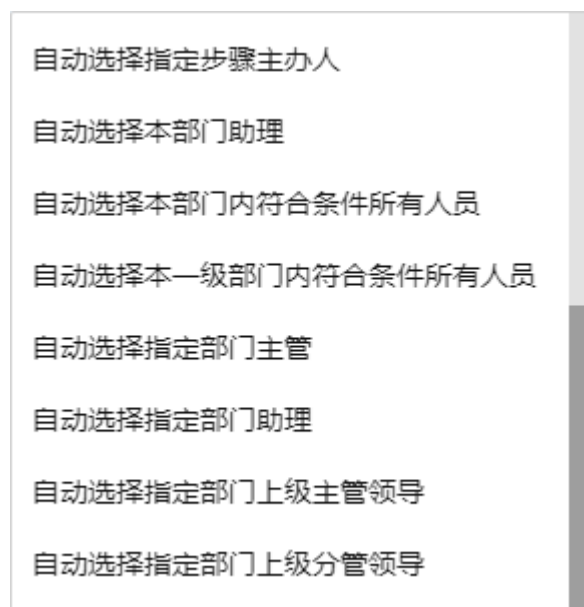 自动选择指定步骤主办人
自动选择本部门助理
自动选择本部门内符合条件所有人员
自动选择本一级部门内符合条件所有人员
自动选择指定部门主管
自动选择指定部门助理
自动选择指定部门上级主管领导
自动选择指定部门上级分管领导